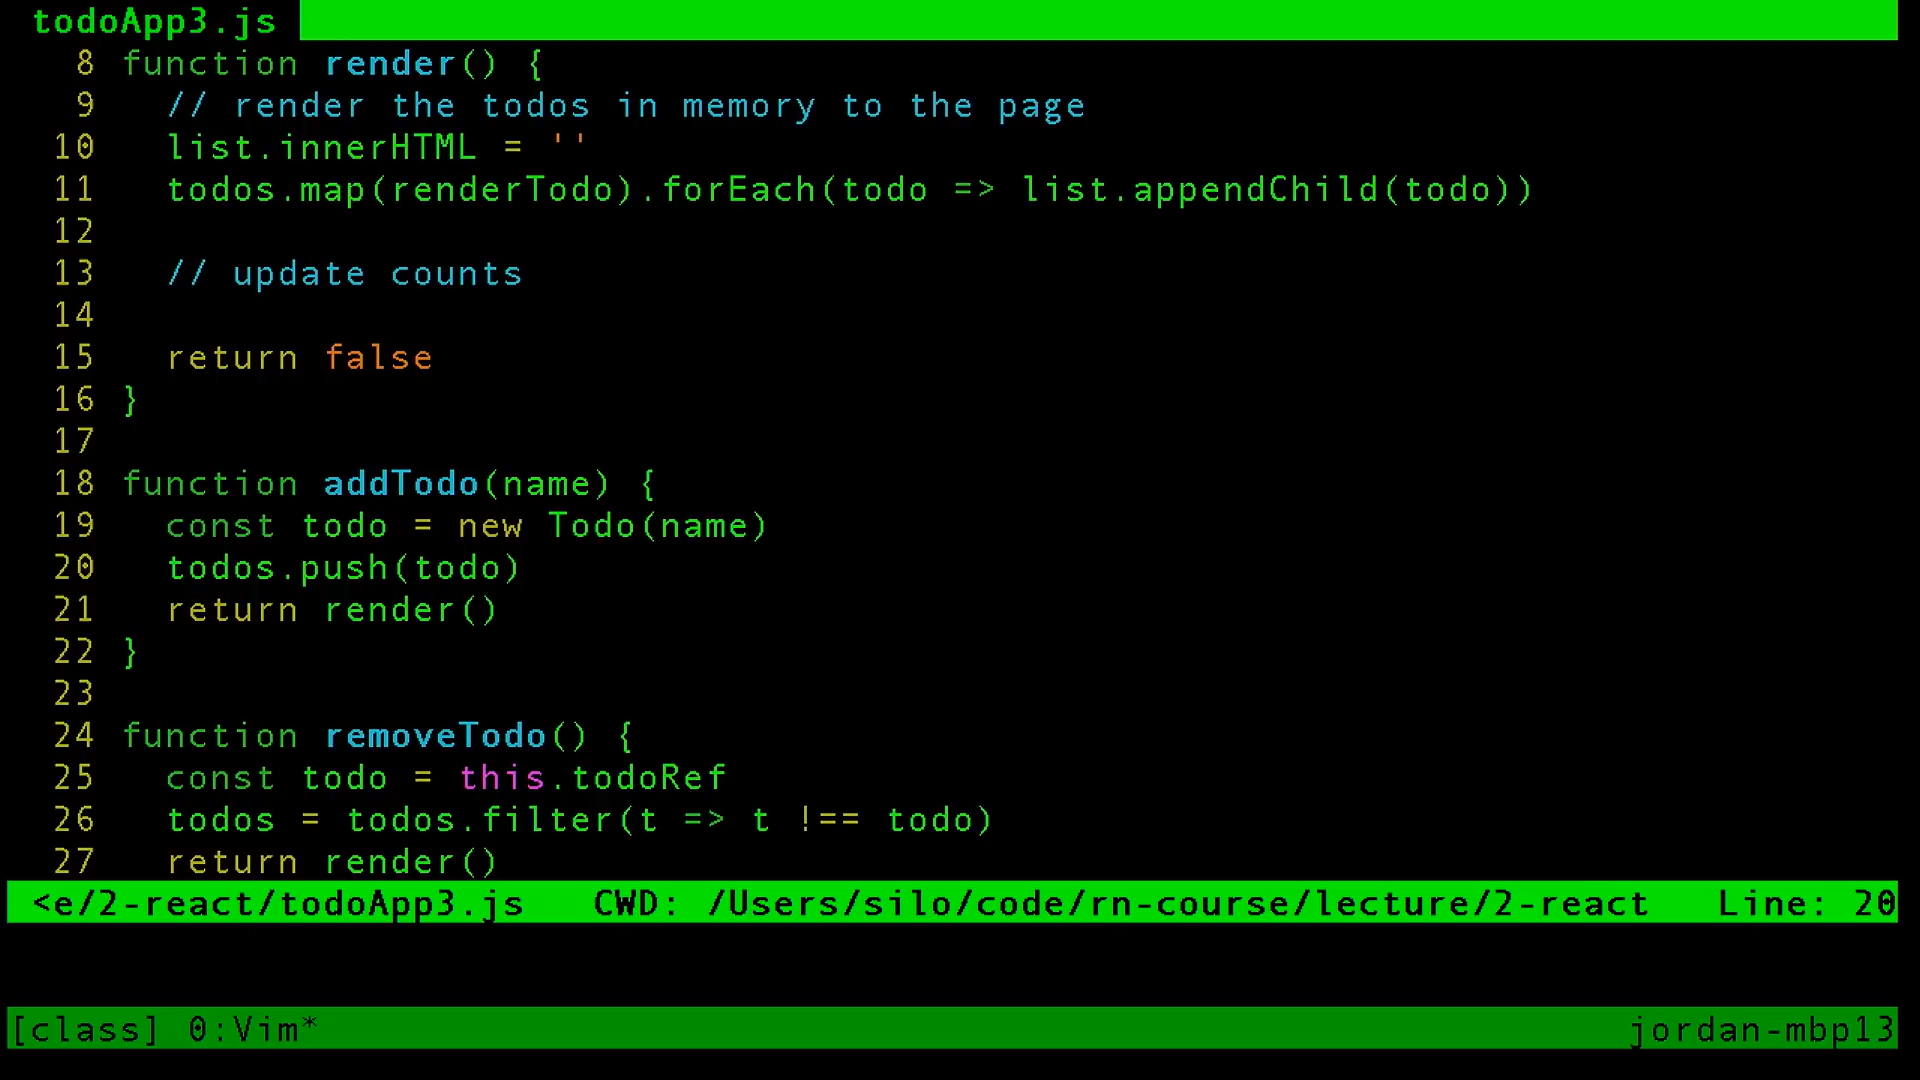 todoApp3.js
8 function render() {
9   // render the todos in memory to the page
10   list.innerHTML = ''
11   todos.map(renderTodo).forEach(todo => list.appendChild(todo))
12
13   // update counts
14
15   return false
16 }
17
18 function addTodo(name) {
19   const todo = new Todo(name)
20   todos.push(todo)
21   return render()
22 }
23
24 function removeTodo() {
25   const todo = this.todoRef
26   todos = todos.filter(t => t !== todo)
27   return render()
<e/2-react/todoApp3.js   CWD: /Users/silo/code/rn-course/lecture/2-react   Line: 20
[class] 0:Vim* jordan-mbp13